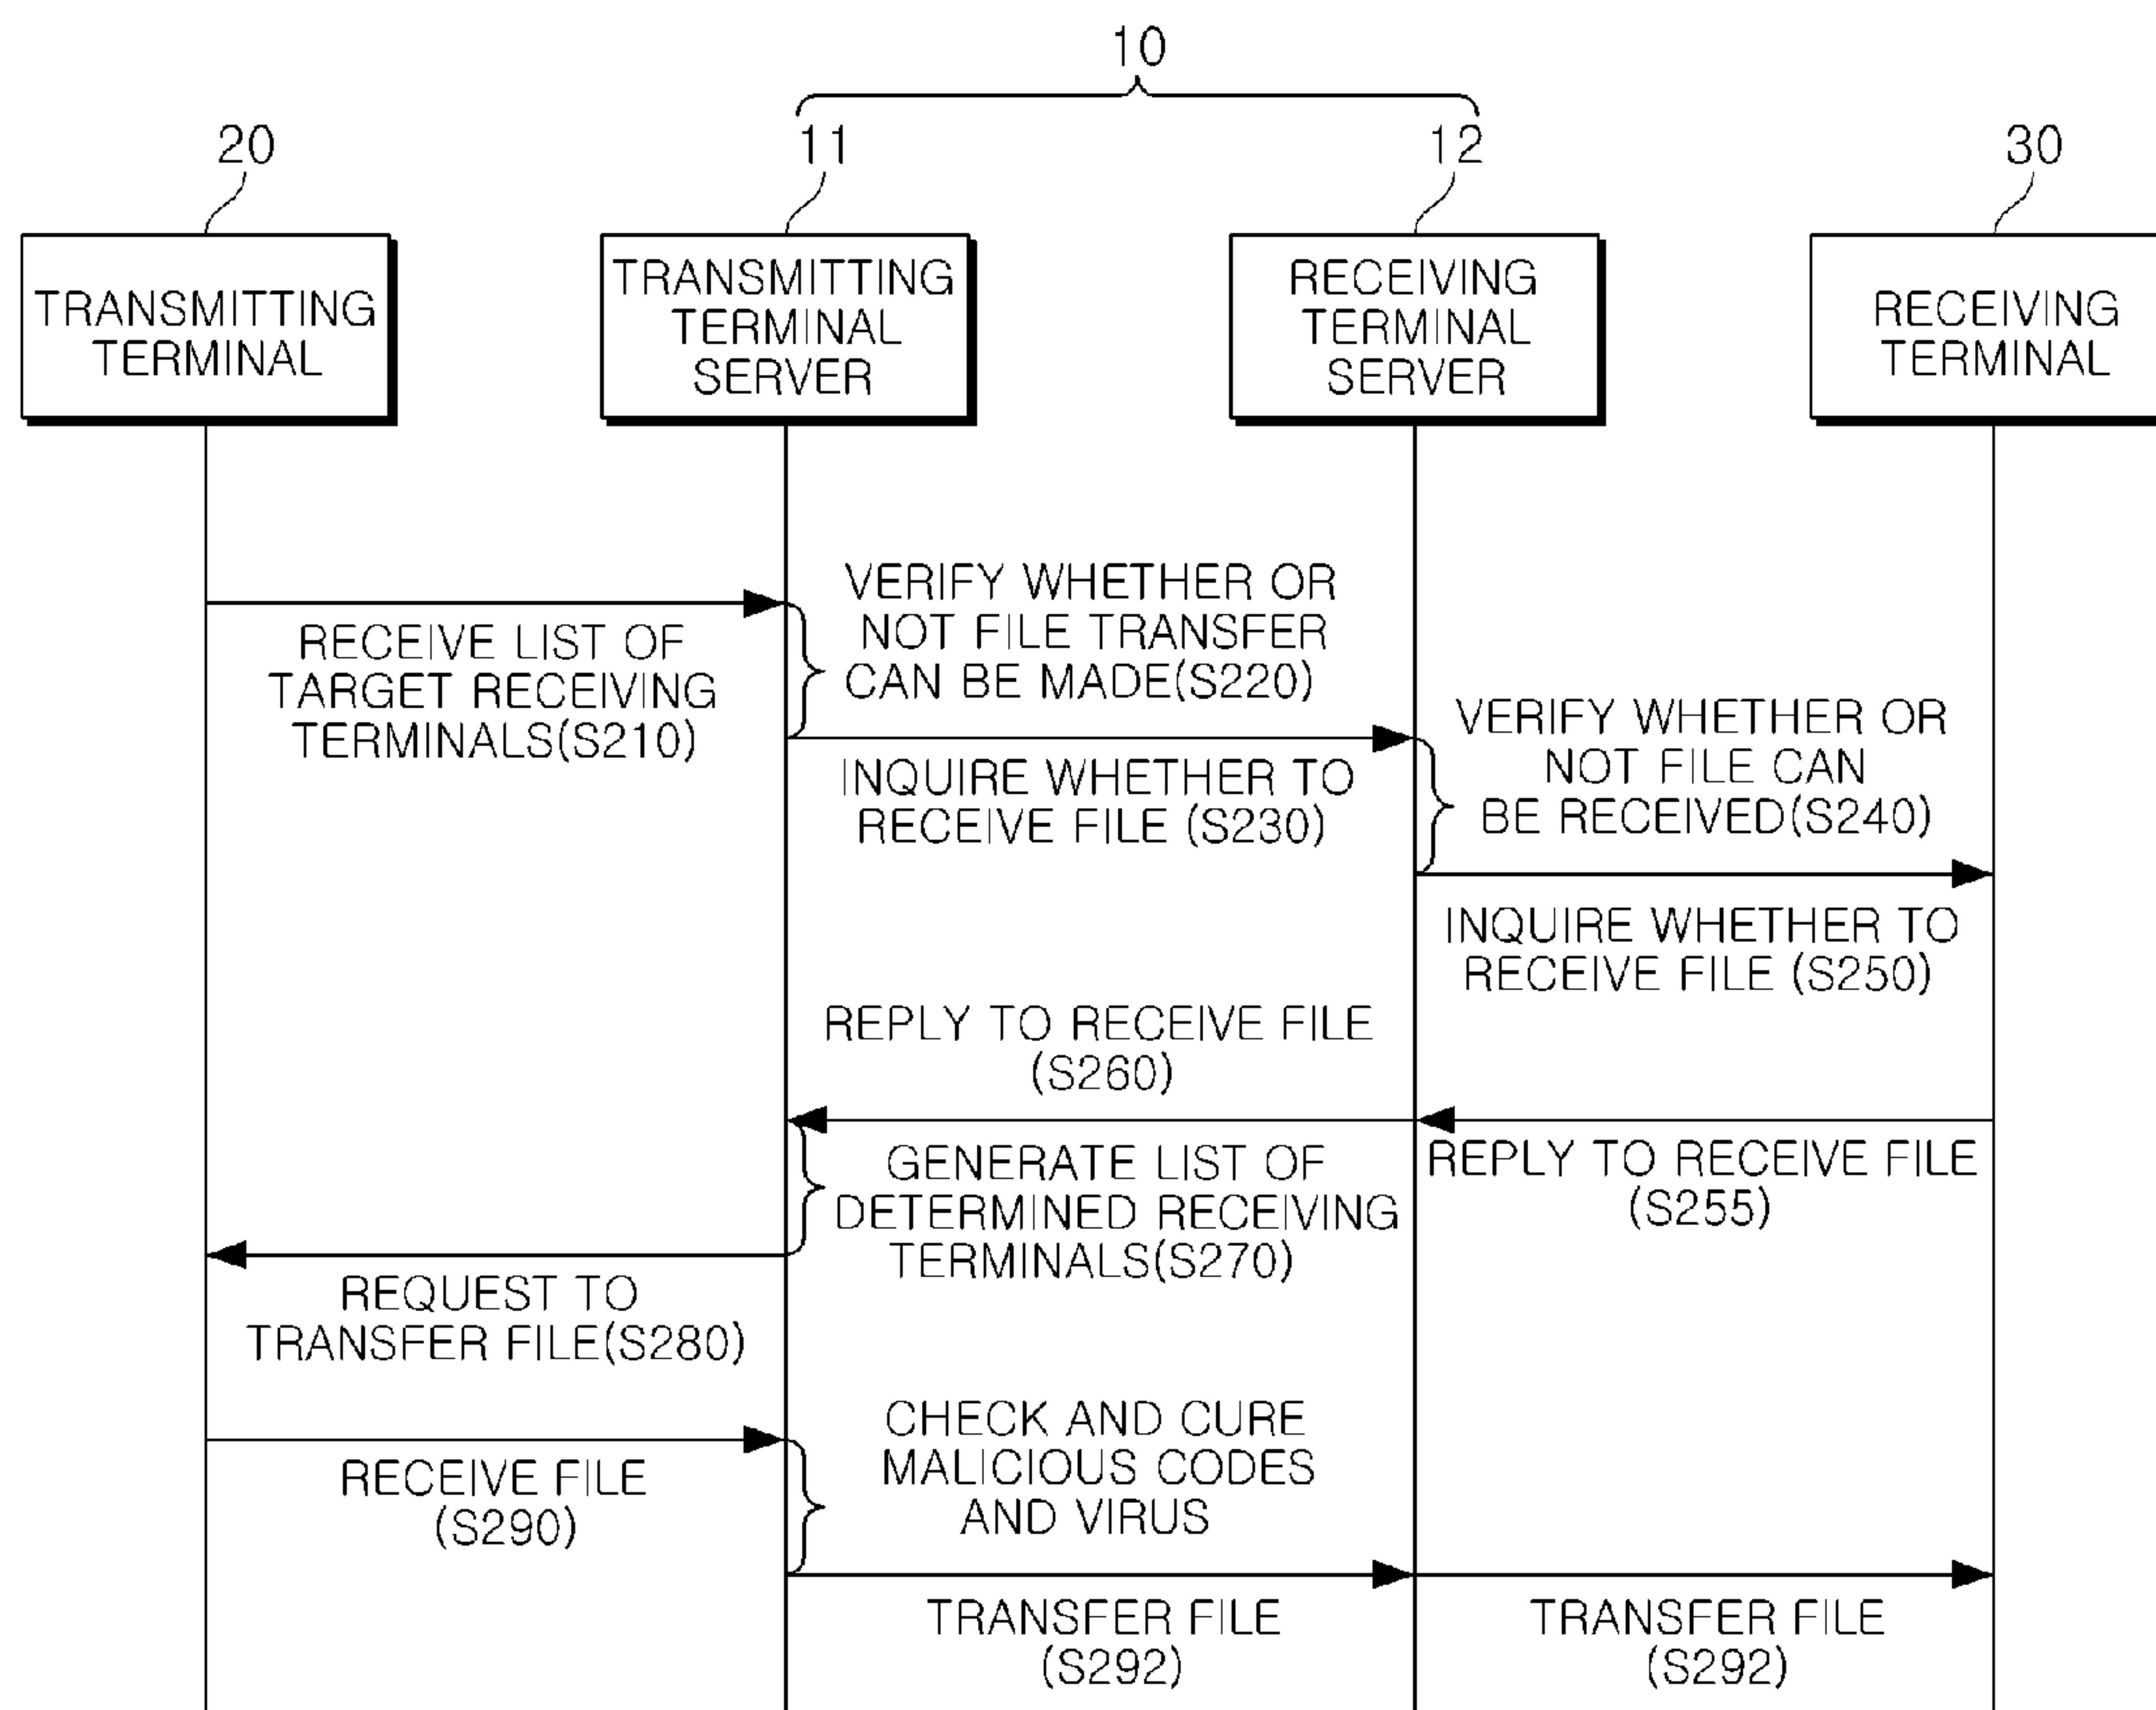 10
20
11
12
30
TRANSMITTING
TERMINAL
TRANSMITTING
TERMINAL
SERVER
RECEIVING
TERMINAL
SERVER
RECEIVING
TERMINAL
VERIFY WHETHER OR
NOT FILE TRANSFER
CAN BE MADE(S220)
RECEIVE LIST OF
TARGET RECEIVING
TERMINALS(S210)
VERIFY WHETHER OR
NOT FILE CAN
BE RECEIVED(S240)
INQUIRE WHETHER TO
RECEIVE FILE (S230)
INQUIRE WHETHER TO
RECEIVE FILE (S250)
REPLY TO RECEIVE FILE
(S260)
REPLY TO RECEIVE FILE
(S255)
GENERATE LIST OF
DETERMINED RECEIVING
TERMINALS(S270)
REQUEST TO
TRANSFER FILE(S280)
CHECK AND CURE
MALICIOUS CODES
AND VIRUS
RECEIVE FILE
(S290)
TRANSFER FILE
(S292)
TRANSFER FILE
(S292)